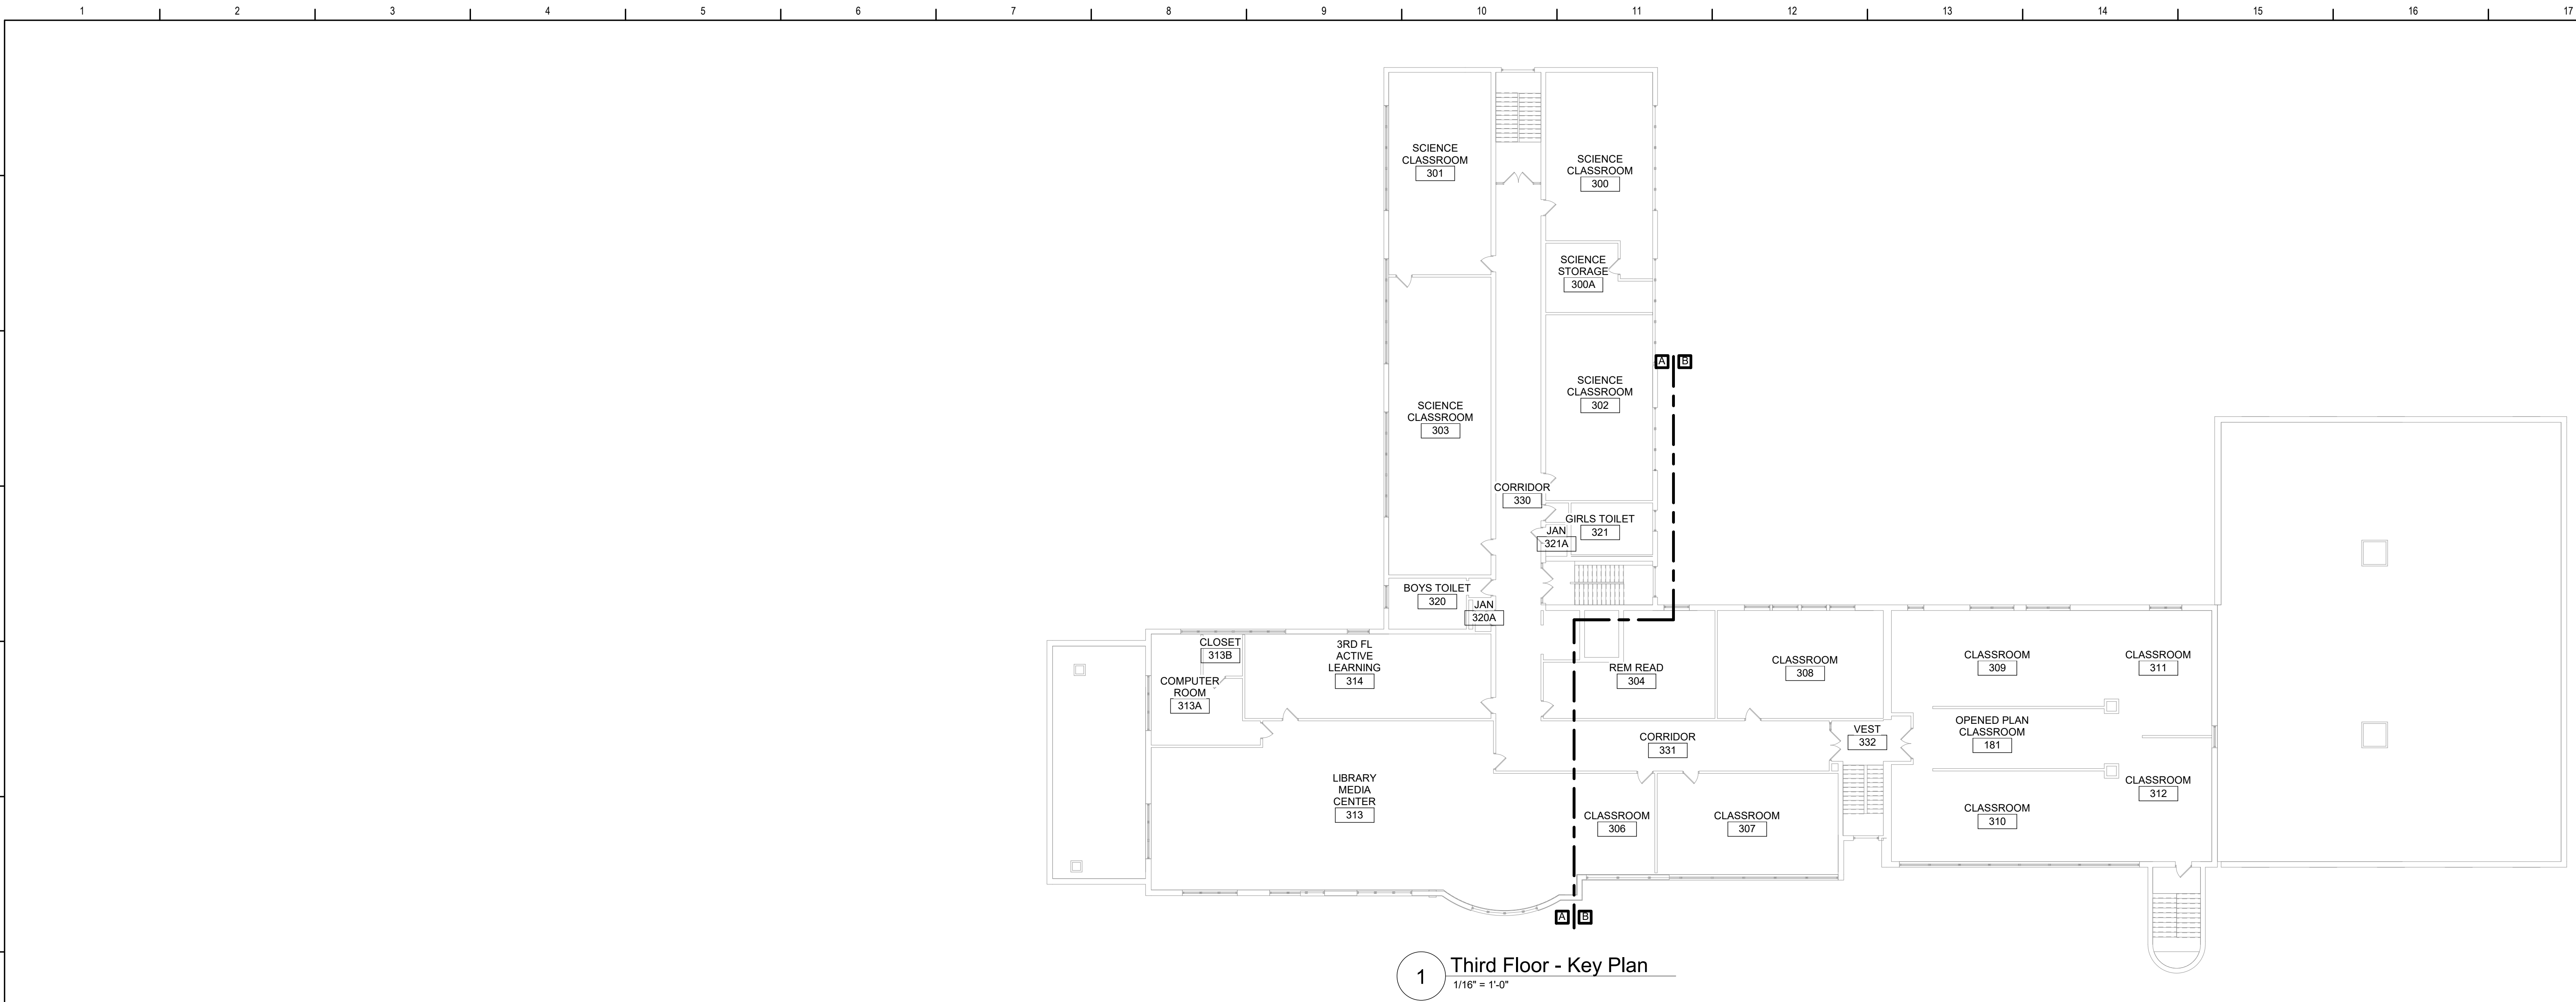 1 2 3 4 5 6 7 8 9 10 11 12 13 14 15 16 17
SCIENCE
CLASSROOM
301
SCIENCE
CLASSROOM
300
SCIENCE
STORAGE
300A
SCIENCE
CLASSROOM
303
SCIENCE
CLASSROOM
302
A B
CORRIDOR
330
GIRLS TOILET
321
JAN
321A
BOYS TOILET
320
JAN
320A
CLOSET
313B
3RD FL
ACTIVE
LEARNING
314
COMPUTER
ROOM
313A
REM READ
304
CLASSROOM
308
CLASSROOM
309
CLASSROOM
311
OPENED PLAN
CLASSROOM
181
VEST
332
CORRIDOR
331
LIBRARY
MEDIA
CENTER
313
CLASSROOM
306
CLASSROOM
307
CLASSROOM
310
CLASSROOM
312
A B
1 Third Floor - Key Plan
1/16" = 1'-0"